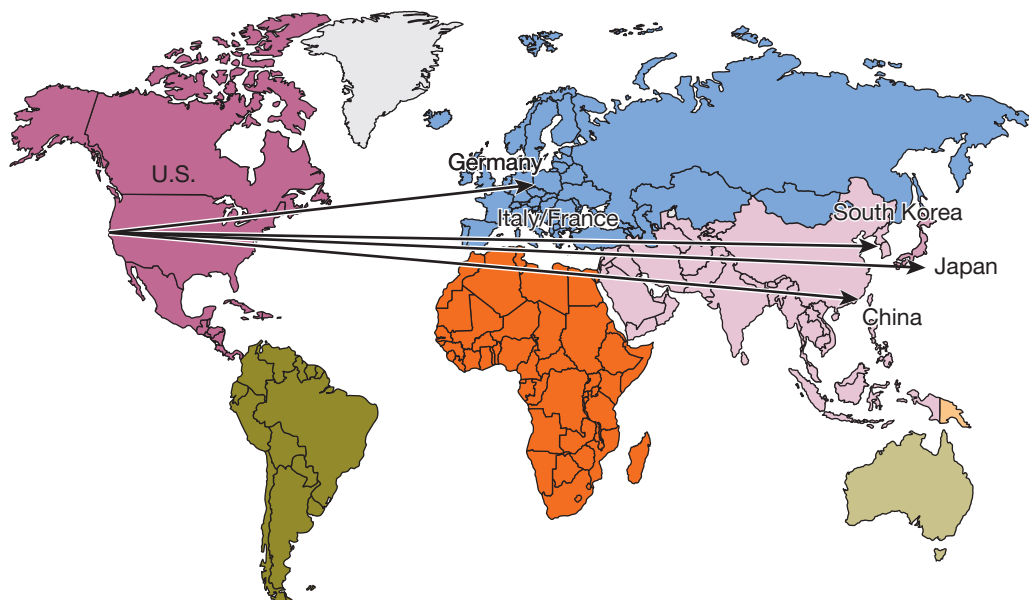 Germany
U.S.
South Korea
Italy/France
Japan
China